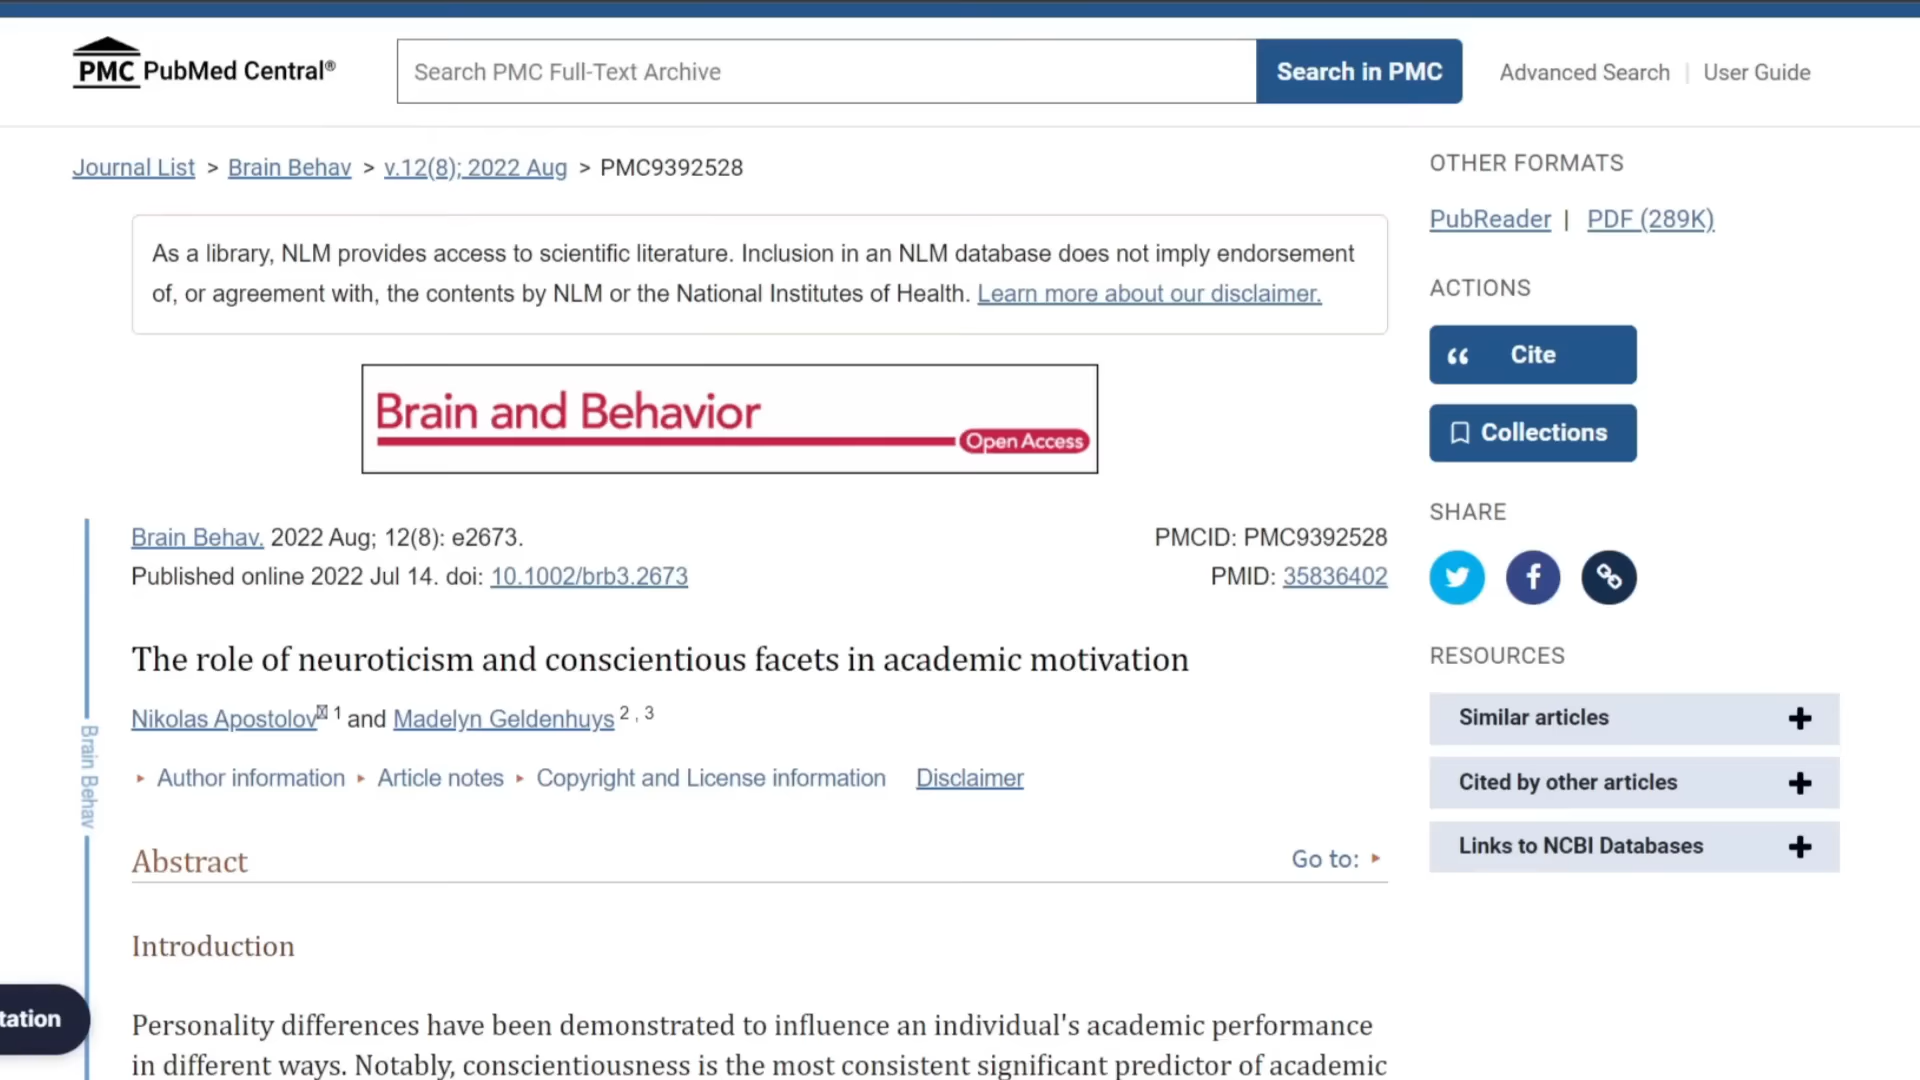 PMC PubMed Central®
Search PMC Full-Text Archive
Search in PMC
Advanced Search | User Guide
Journal List > Brain Behav > v.12(8); 2022 Aug > PMC9392528
As a library, NLM provides access to scientific literature. Inclusion in an NLM database does not imply endorsement
of, or agreement with, the contents by NLM or the National Institutes of Health. Learn more about our disclaimer.
Brain and Behavior
Open Access
Brain Behav. 2022 Aug; 12(8): e2673.
Published online 2022 Jul 14. doi: 10.1002/brb3.2673
PMCID: PMC9392528
PMID: 35836402
The role of neuroticism and conscientious facets in academic motivation
Nikolas Apostolov 1 and Madelyn Geldenhuys 2 , 3
Author information Article notes Copyright and License information Disclaimer
Abstract
Go to:
Introduction
Personality differences have been demonstrated to influence an individual's academic performance
in different ways. Notably, conscientiousness is the most consistent significant predictor of academic
Brain Behav
tation
OTHER FORMATS
PubReader | PDF (289K)
ACTIONS
Cite
Collections
SHARE
RESOURCES
Similar articles
Cited by other articles
Links to NCBI Databases